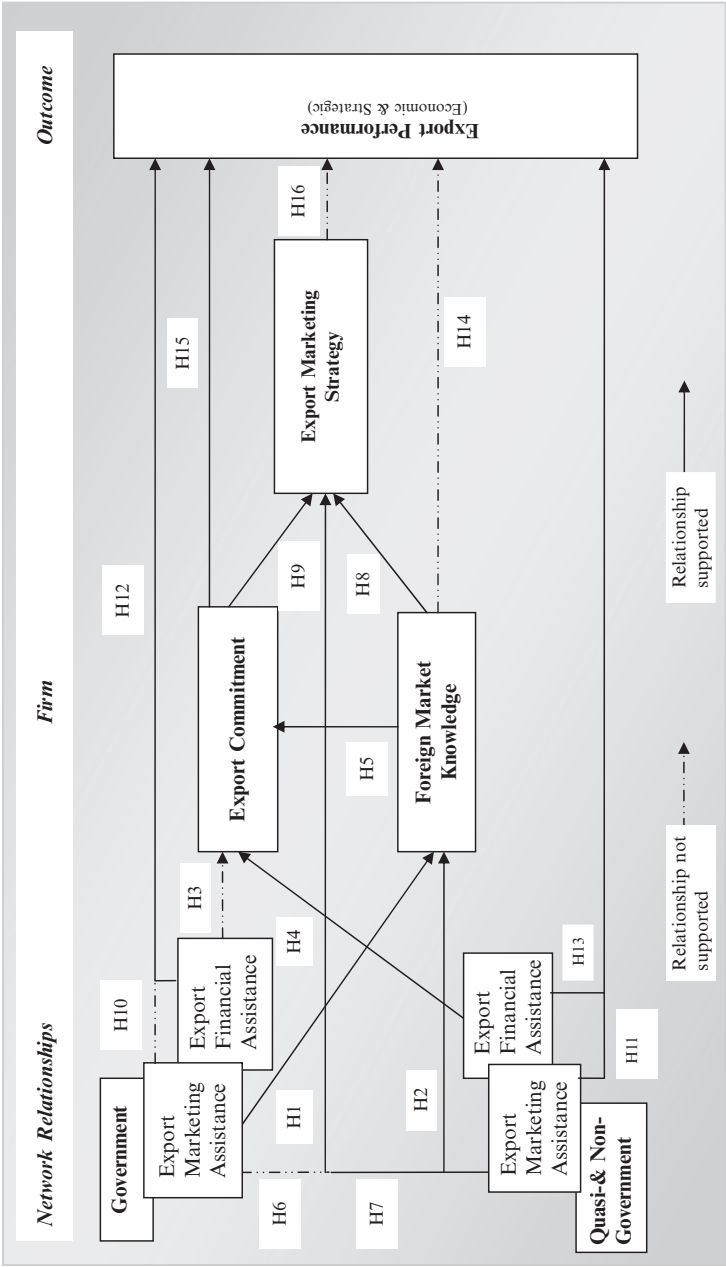 Network Relationships
Firm
Outcome
Government
Export
Marketing
Assistance
Export
Financial
Assistance
H10
H12
H3
H4
H15
Export Commitment
H6
H1
H9
H16
Export Marketing
Strategy
Export Performance
(Economic & Strategic)
H7
H2
H5
H8
Foreign Market
Knowledge
H14
Export
Financial
Assistance
Export
Marketing
Assistance
Quasi-& Non-
Government
H13
H11
Relationship not
supported
Relationship
supported